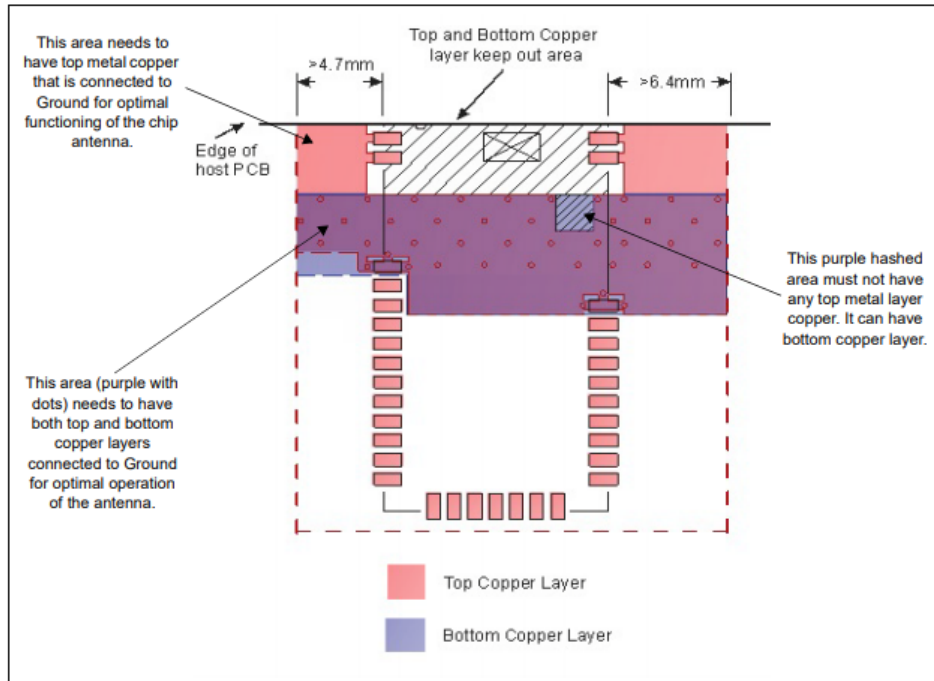 This area needs to
have top metal copper
that is connected to
Ground for optimal
functioning of the chip
antenna.
Top and Bottom Copper
layer keep out area
>4.7mm
>6.4mm
Edge of
host PCB
This purple hashed
area must not have
any top metal layer
copper. It can have
bottom copper layer.
This area (purple with
dots) needs to have
both top and bottom
copper layers
connected to Ground
for optimal operation
of the antenna.
Top Copper Layer
Bottom Copper Layer